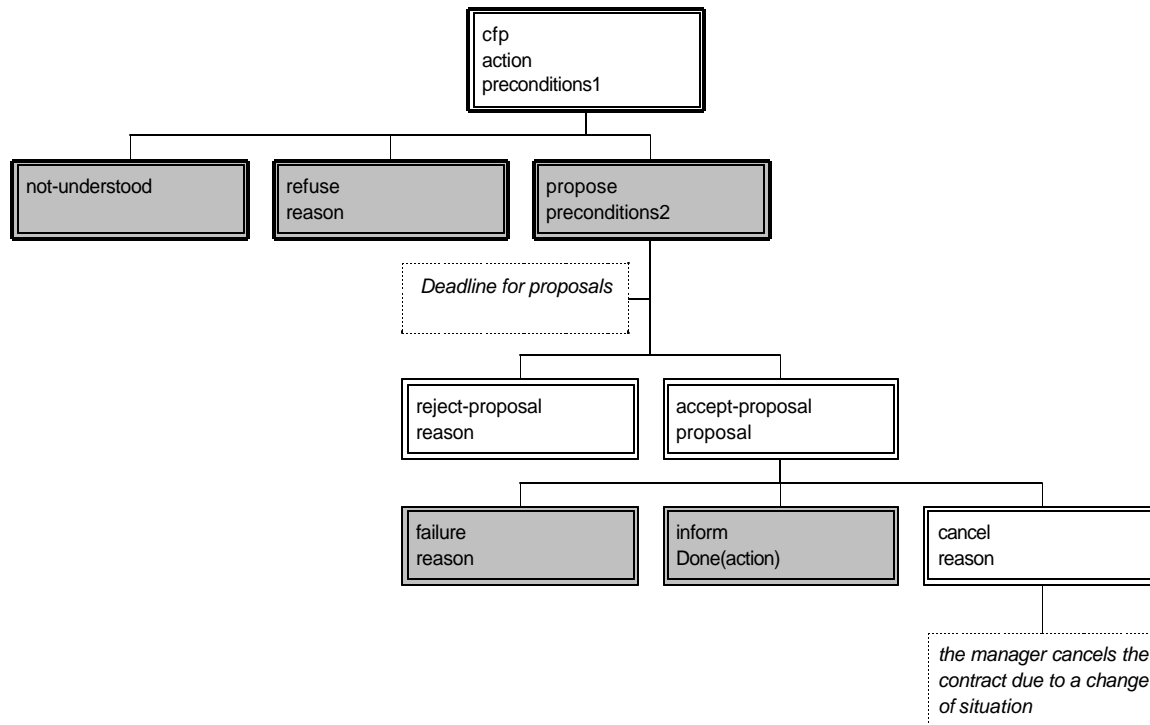 cfp
action
preconditions1
not-understood
refuse
reason
propose
preconditions2
Deadline for proposals
reject-proposal
reason
accept-proposal
proposal
failure
reason
inform
Done(action)
cancel
reason
the manager cancels the
contract due to a change
of situation